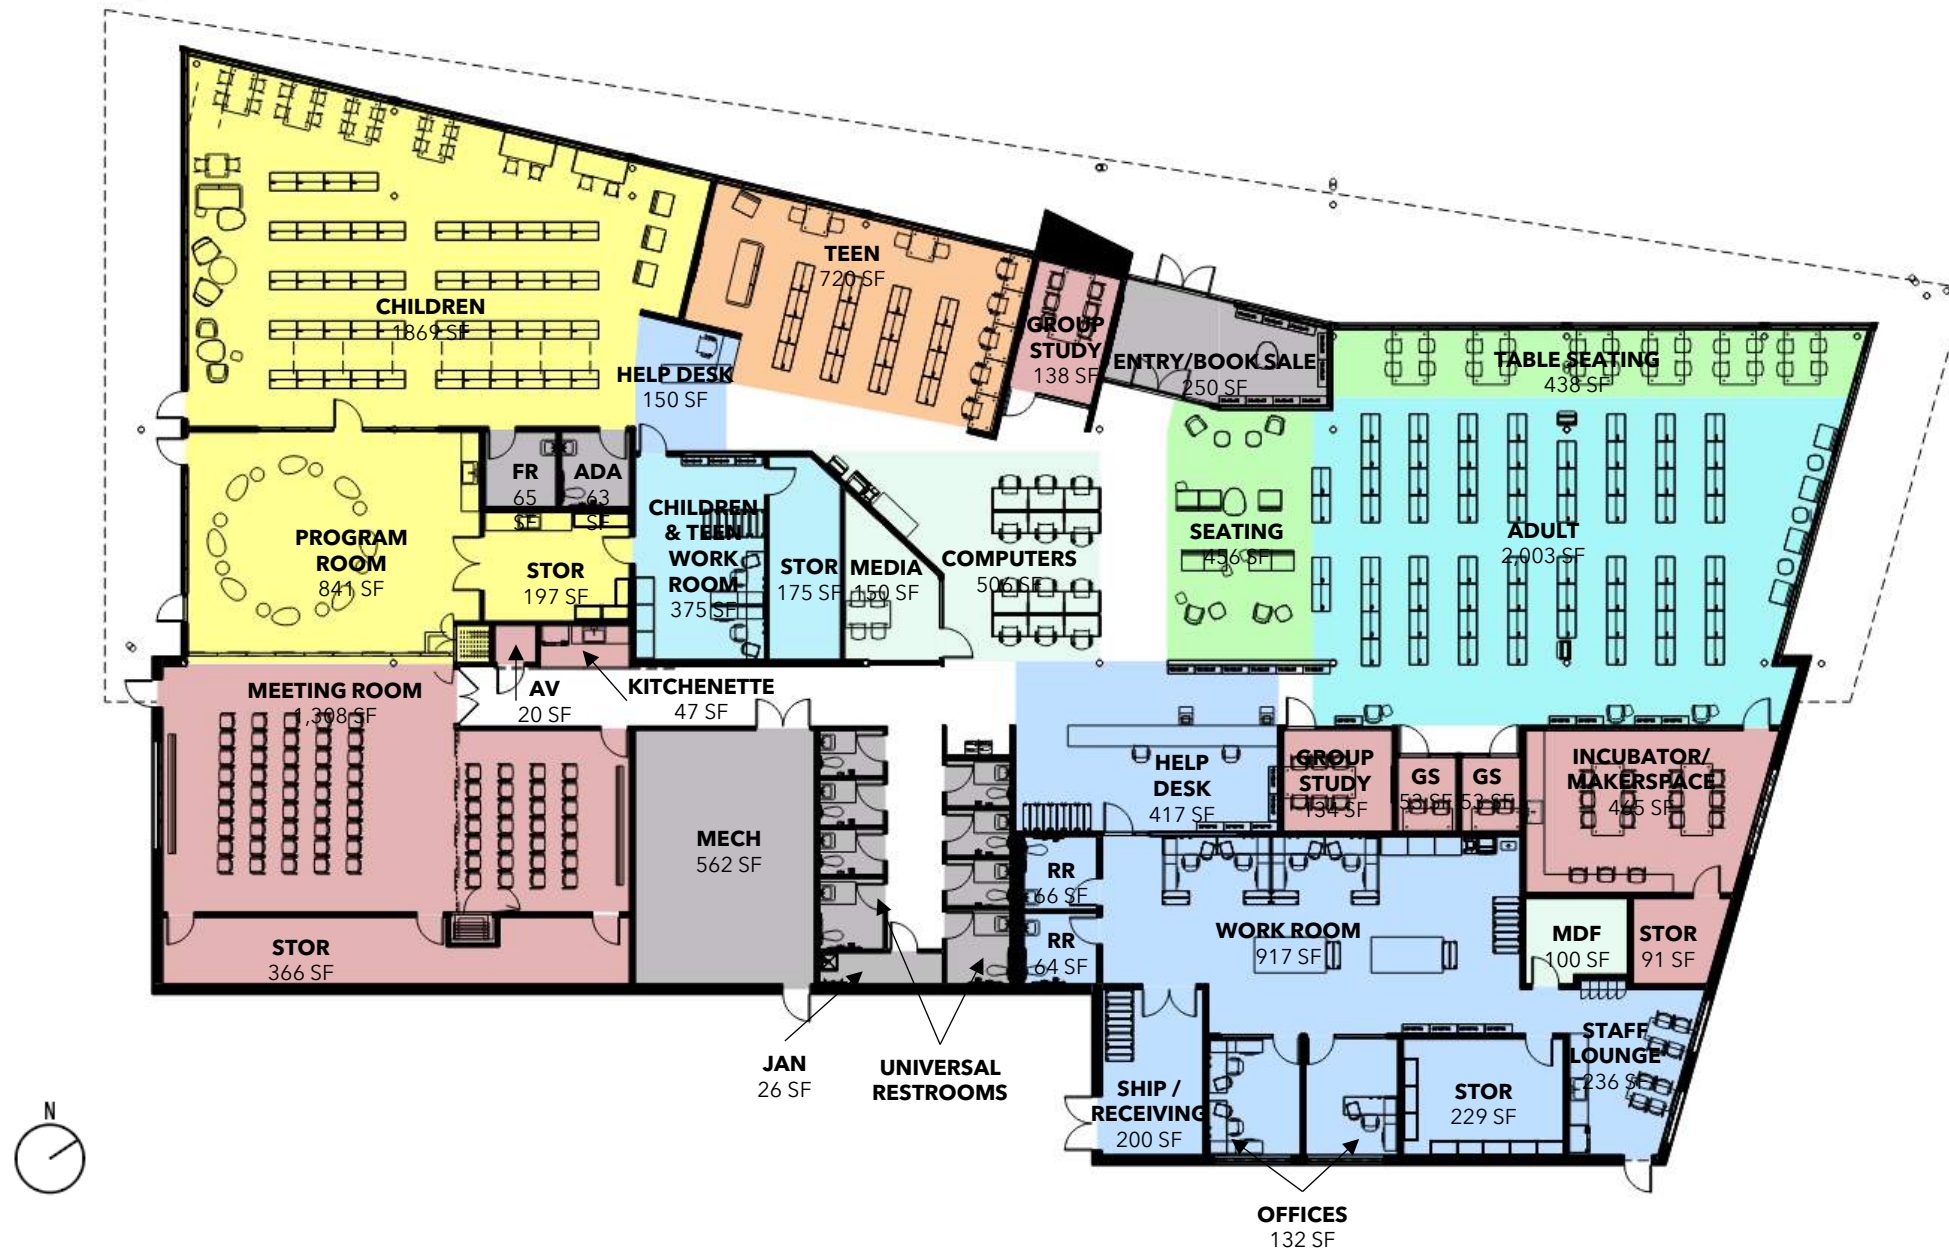 TEEN
720 SF
CHILDREN
1869 SF
GROUP
STUDY
138 SF
ENTRY/BOOK SALE
250 SF
TABLE SEATING
438 SF
HELP DESK
150 SF
FR
65
SF
ADA
63
SF
CHILDREN
& TEEN
WORK
ROOM
375 SF
PROGRAM
ROOM
841 SF
STOR
197 SF
STOR
175 SF
MEDIA
150 SF
COMPUTERS
506 SF
SEATING
456 SF
ADULT
2,003 SF
MEETING ROOM
1,308 SF
AV
20 SF
KITCHENETTE
47 SF
HELP
DESK
417 SF
GROUP
STUDY
134 SF
GS
53 SF
GS
53 SF
INCUBATOR/
MAKERSPACE
465 SF
MECH
562 SF
RR
66 SF
RR
64 SF
WORK ROOM
917 SF
MDF
100 SF
STOR
91 SF
STOR
366 SF
JAN
26 SF
UNIVERSAL
RESTROOMS
SHIP /
RECEIVING
200 SF
STOR
229 SF
STAFF
LOUNGE
236 SF
OFFICES
132 SF
N